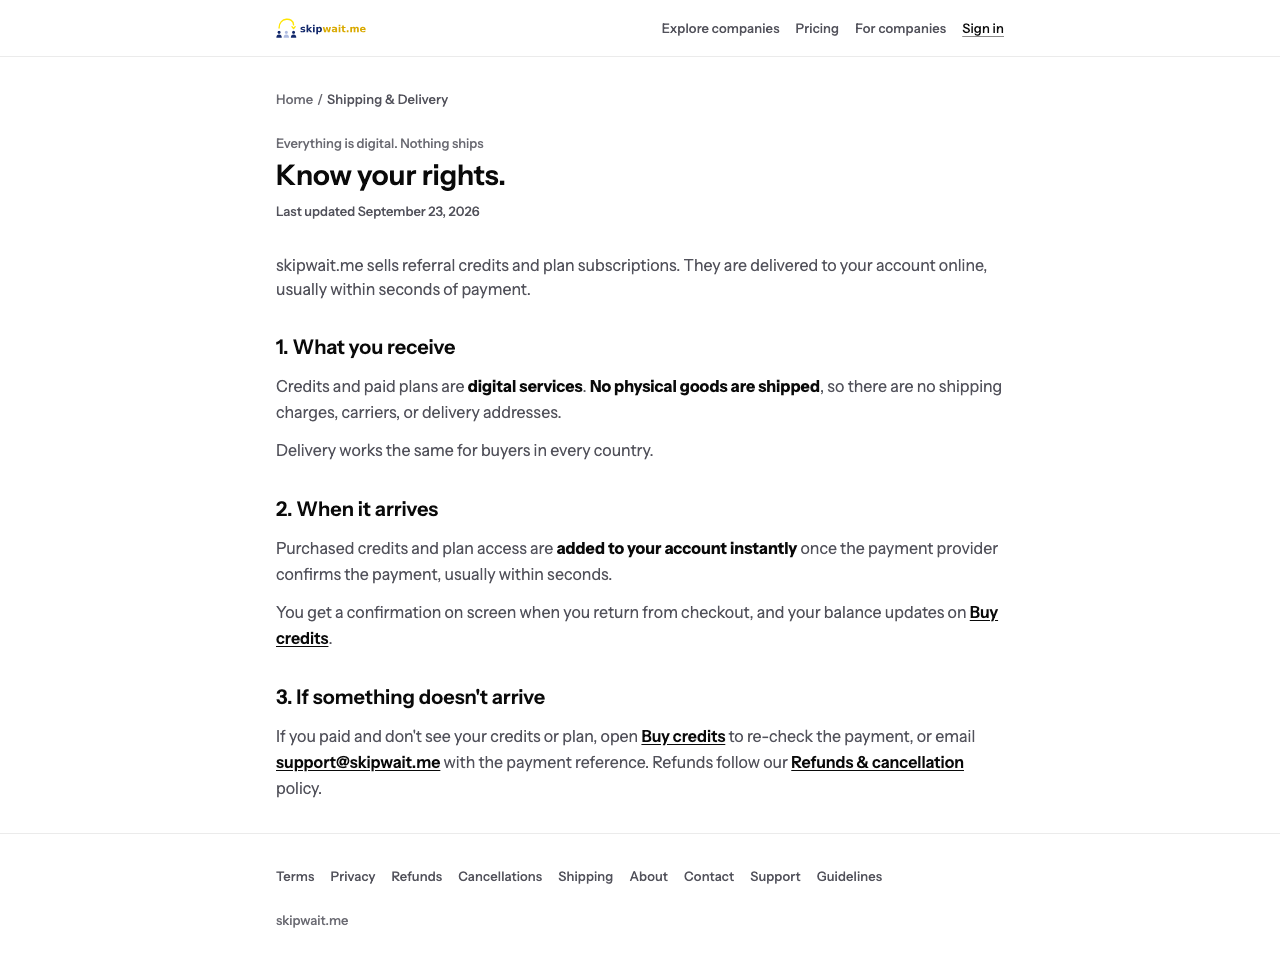 skipwait.me
Explore companies Pricing For companies Sign in
Home / Shipping & Delivery
Everything is digital. Nothing ships
Know your rights.
Last updated September 23, 2026
skipwait.me sells referral credits and plan subscriptions. They are delivered to your account online,
usually within seconds of payment.
1. What you receive
Credits and paid plans are digital services. No physical goods are shipped, so there are no shipping
charges, carriers, or delivery addresses.
Delivery works the same for buyers in every country.
2. When it arrives
Purchased credits and plan access are added to your account instantly once the payment provider
confirms the payment, usually within seconds.
You get a confirmation on screen when you return from checkout, and your balance updates on Buy
credits.
3. If something doesn't arrive
If you paid and don't see your credits or plan, open Buy credits to re-check the payment, or email
support@skipwait.me with the payment reference. Refunds follow our Refunds & cancellation
policy.
Terms Privacy Refunds Cancellations Shipping About Contact Support Guidelines
skipwait.me